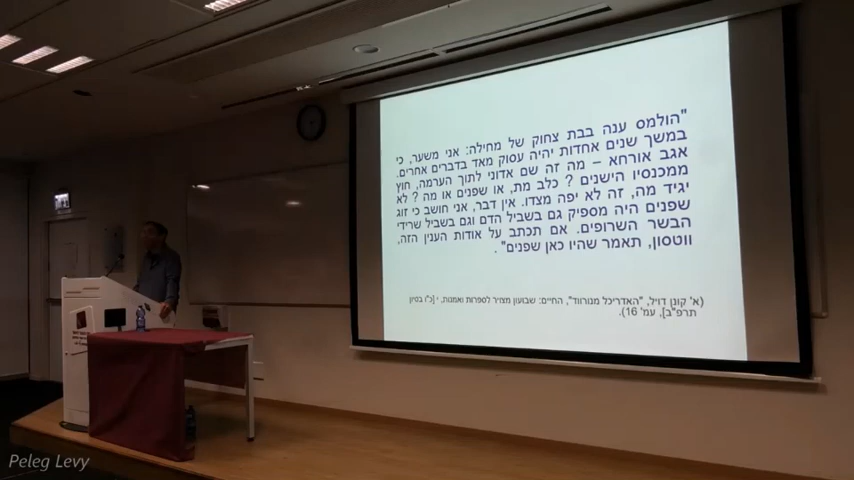 "הולמס ענה בבת צחוק של מחילה: אני משער, כי
במשך שנים אחדות יהיה עסוק מאד בדברים אחרים.
אגב אורחא – מה זה שם אדוני לתוך הערמה, חוץ
ממכנסיו הישנים ? כלב מת, או שפנים או מה ? לא
יגיד מה, זה לא יפה מצדו. אין דבר, אני חושב כי זוג
שפנים היה מספיק גם בשביל הדם וגם בשביל שרידי
הבשר השרופים. אם תכתב על אודות הענין הזה,
ווטסון, תאמר שהיו כאן שפנים".
(א' קונן דויל, "האדריכל מנורווד", החיים: שבועון מצויר לספרות ואמנות, י [כ"ו בסיון
תרפ"ב], עמ' 16).
Peleg Levy